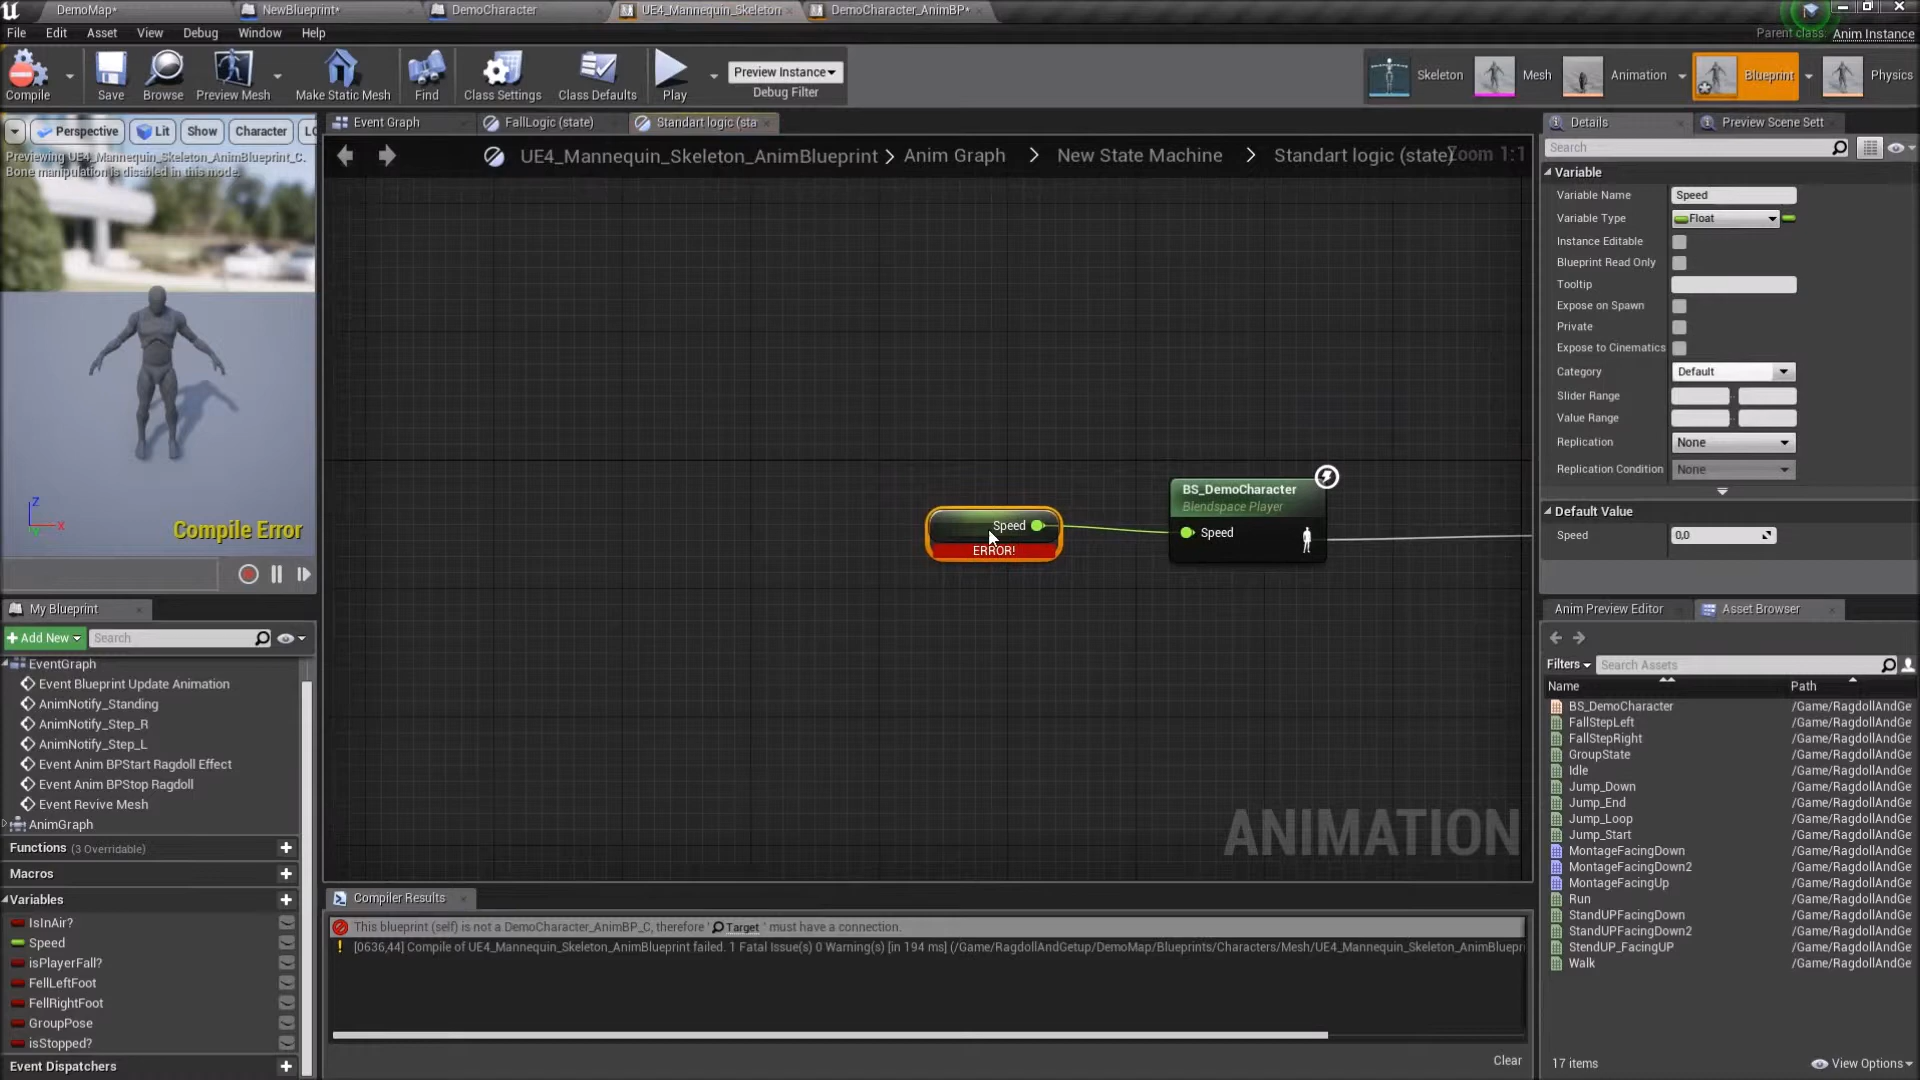 DemoMap*
NewBlueprint*
DemoCharacter
UE4_Mannequin_Skeleton
DemoCharacter_AnimBP*
File Edit Asset View Debug Window Help
Parent class: Anim Instance
Compile
Save
Browse
Preview Mesh
Make Static Mesh
Find
Class Settings
Class Defaults
Play
Preview Instance
Debug Filter
Skeleton
Mesh
Animation
Blueprint
Physics
Perspective
Lit
Show
Character
LO
Previewing UE4_Mannequin_Skeleton_AnimBlueprint_C.
Bone manipulation is disabled in this mode.
Z
X
Compile Error
Event Graph
FallLogic (state)
Standart logic (sta
UE4_Mannequin_Skeleton_AnimBlueprint > Anim Graph > New State Machine > Standart logic (state)
Zoom 1:1
Speed
ERROR!
BS_DemoCharacter
Blendspace Player
Speed
ANIMATION
My Blueprint
Add New
Search
EventGraph
Event Blueprint Update Animation
AnimNotify_Standing
AnimNotify_Step_R
AnimNotify_Step_L
Event Anim BPStart Ragdoll Effect
Event Anim BPStop Ragdoll
Event Revive Mesh
AnimGraph
Functions (3 Overridable)
Macros
Variables
IsInAir?
Speed
isPlayerFall?
FellLeftFoot
FellRightFoot
GroupPose
isStopped?
Event Dispatchers
Compiler Results
This blueprint (self) is not a DemoCharacter_AnimBP_C, therefore ' Target ' must have a connection.
[0636,44] Compile of UE4_Mannequin_Skeleton_AnimBlueprint failed. 1 Fatal Issue(s) 0 Warning(s) [in 194 ms] (/Game/RagdollAndGetup/DemoMap/Blueprints/Characters/Mesh/UE4_Mannequin_Skeleton_AnimBluepr
Clear
Details
Preview Scene Sett
Search
Variable
Variable Name Speed
Variable Type Float
Instance Editable
Blueprint Read Only
Tooltip
Expose on Spawn
Private
Expose to Cinematics
Category Default
Slider Range
Value Range
Replication None
Replication Condition None
Default Value
Speed 0,0
Anim Preview Editor
Asset Browser
Filters
Search Assets
Name Path
BS_DemoCharacter /Game/RagdollAndGe
FallStepLeft /Game/RagdollAndGe
FallStepRight /Game/RagdollAndGe
GroupState /Game/RagdollAndGe
Idle /Game/RagdollAndGe
Jump_Down /Game/RagdollAndGe
Jump_End /Game/RagdollAndGe
Jump_Loop /Game/RagdollAndGe
Jump_Start /Game/RagdollAndGe
MontageFacingDown /Game/RagdollAndGe
MontageFacingDown2 /Game/RagdollAndGe
MontageFacingUp /Game/RagdollAndGe
Run /Game/RagdollAndGe
StandUPFacingDown /Game/RagdollAndGe
StandUPFacingDown2 /Game/RagdollAndGe
StendUP_FacingUP /Game/RagdollAndGe
Walk /Game/RagdollAndGe
17 items
View Options